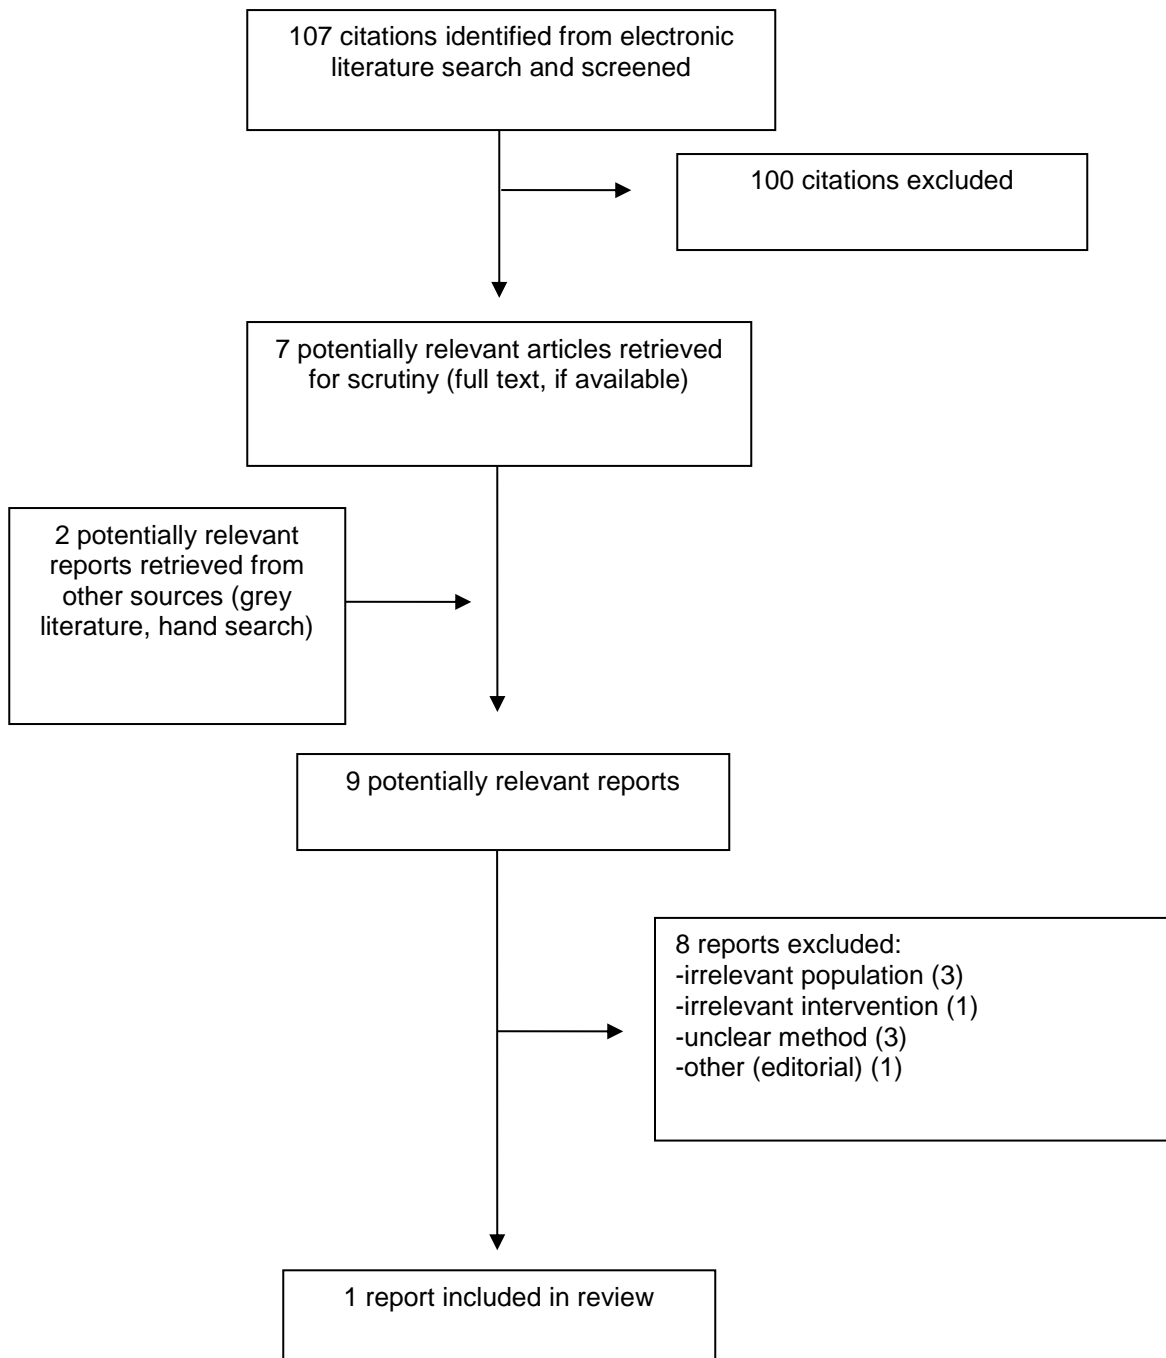 107 citations identified from electronic
literature search and screened
100 citations excluded
7 potentially relevant articles retrieved
for scrutiny (full text, if available)
2 potentially relevant
reports retrieved from
other sources (grey
literature, hand search)
9 potentially relevant reports
8 reports excluded:
-irrelevant population (3)
-irrelevant intervention (1)
-unclear method (3)
-other (editorial) (1)
1 report included in review